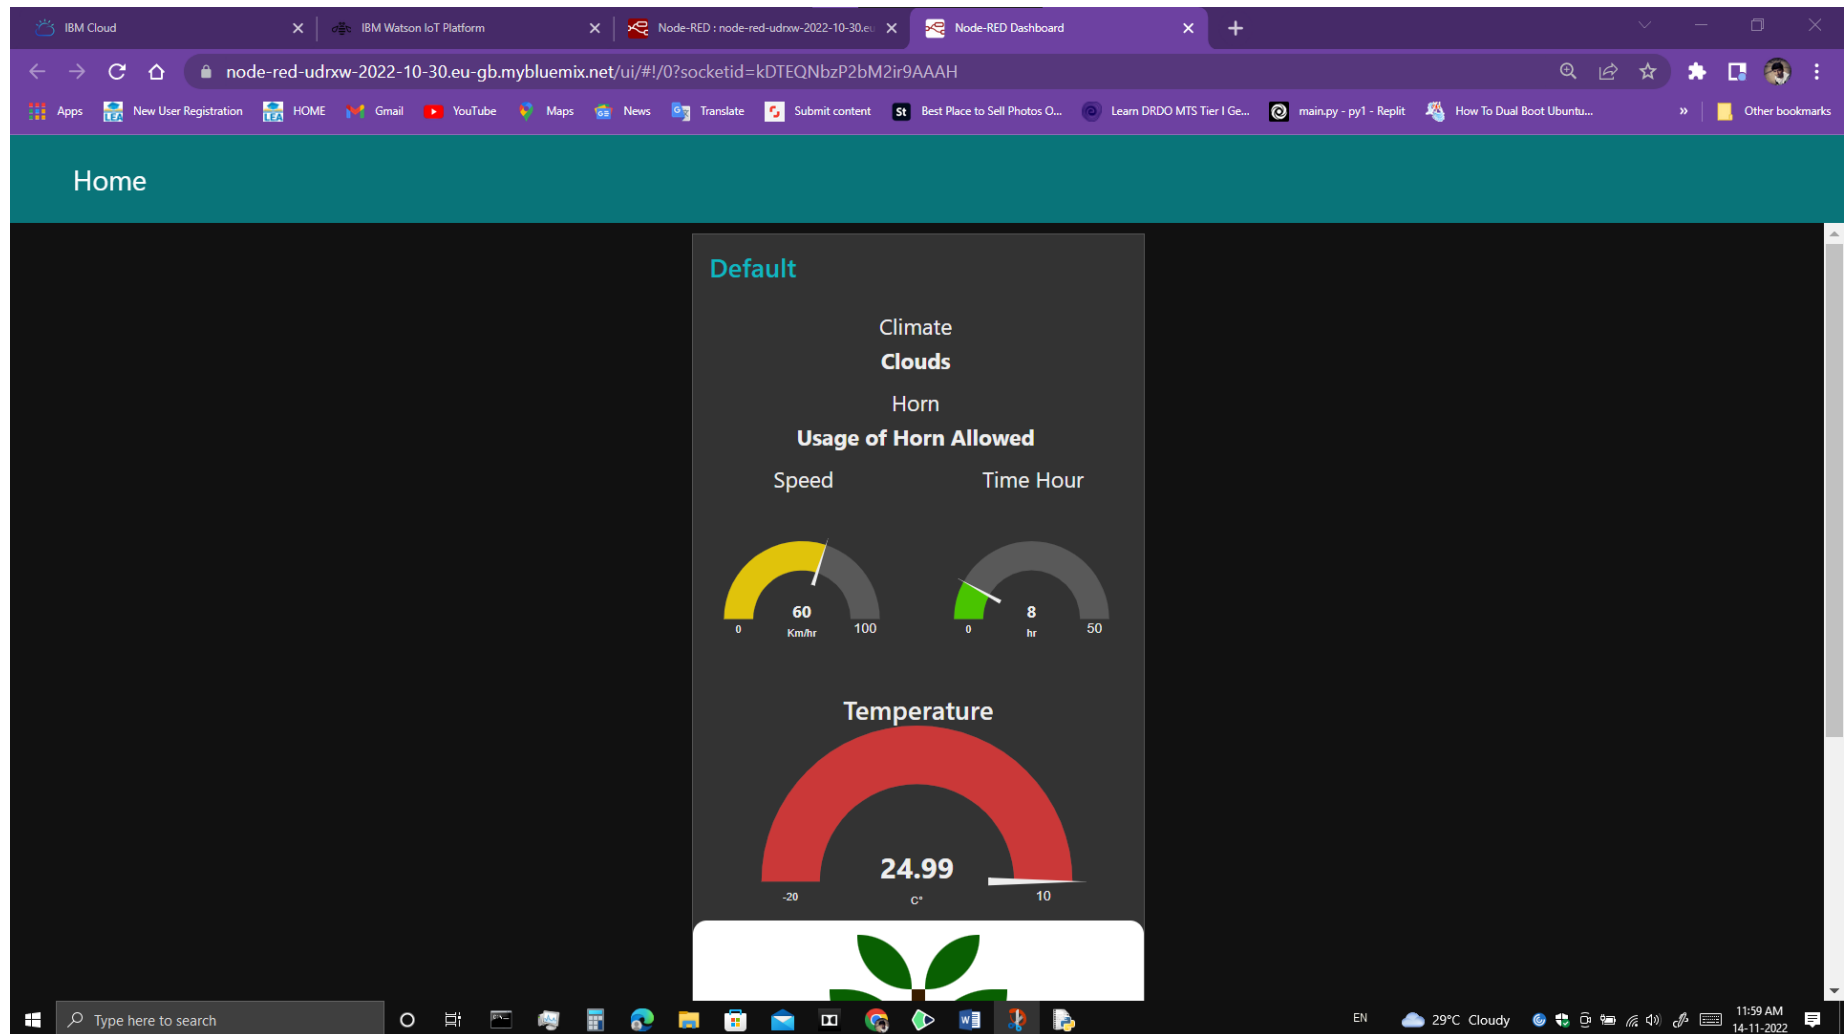 IBM Cloud
IBM Watson IoT Platform
Node-RED : node-red-udrxw-2022-10-30.eu
Node-RED Dashboard
node-red-udrxw-2022-10-30.eu-gb.mybluemix.net/ui/#!/0?socketid=kDTEQNbzP2bM2ir9AAAH
Apps
LEA
New User Registration
LEA
HOME
Gmail
YouTube
Maps
GE
News
Translate
Submit content
St
Best Place to Sell Photos O...
Learn DRDO MTS Tier I Ge...
main.py - py1 - Replit
How To Dual Boot Ubuntu...
»
Other bookmarks
Home
Default
Climate
Clouds
Horn
Usage of Horn Allowed
Speed
Time Hour
60
Km/hr
0
100
8
hr
0
50
Temperature
24.99
C°
-20
10
Type here to search
EN
29°C Cloudy
11:59 AM
14-11-2022